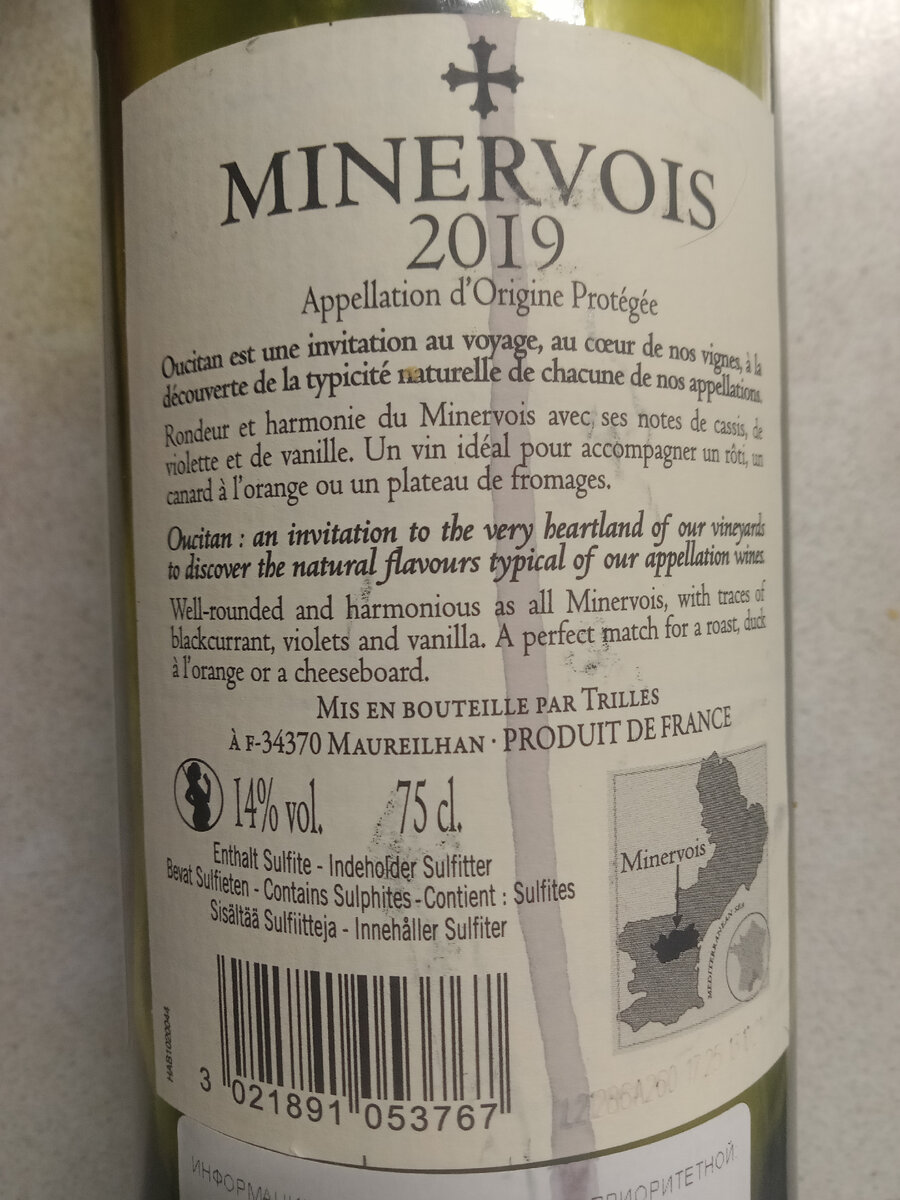 MINERVOIS
2019
Appellation d'Origine Protégée
Oucitan est une invitation au voyage, au cœur de nos vignes, à la
découverte de la typicité naturelle de chacune de nos appellations.
Rondeur et harmonie du Minervois avec ses notes de cassis, de
violette et de vanille. Un vin idéal pour accompagner un rôti, un
canard à l'orange ou un plateau de fromages.
Oucitan : an invitation to the very heartland of our vineyards
to discover the natural flavours typical of our appellation wines.
Well-rounded and harmonious as all Minervois, with traces of
blackcurrant, violets and vanilla. A perfect match for a roast, duck
à l'orange or a cheeseboard.
MIS EN BOUTEILLE PAR TRILLES
À F-34370 MAUREILHAN · PRODUIT DE FRANCE
14% vol. 75 cl.
Minervois
MEDITERRANEAN SEA
Enthalt Sulfite - Indeholder Sulfitter
Bevat Sulfieten - Contains Sulphites - Contient : Sulfites
Sisältää Sulfiitteja - Innehåller Sulfiter
HAB1020044
3 021891 053767
ПРИОРИТЕТНОЙ: